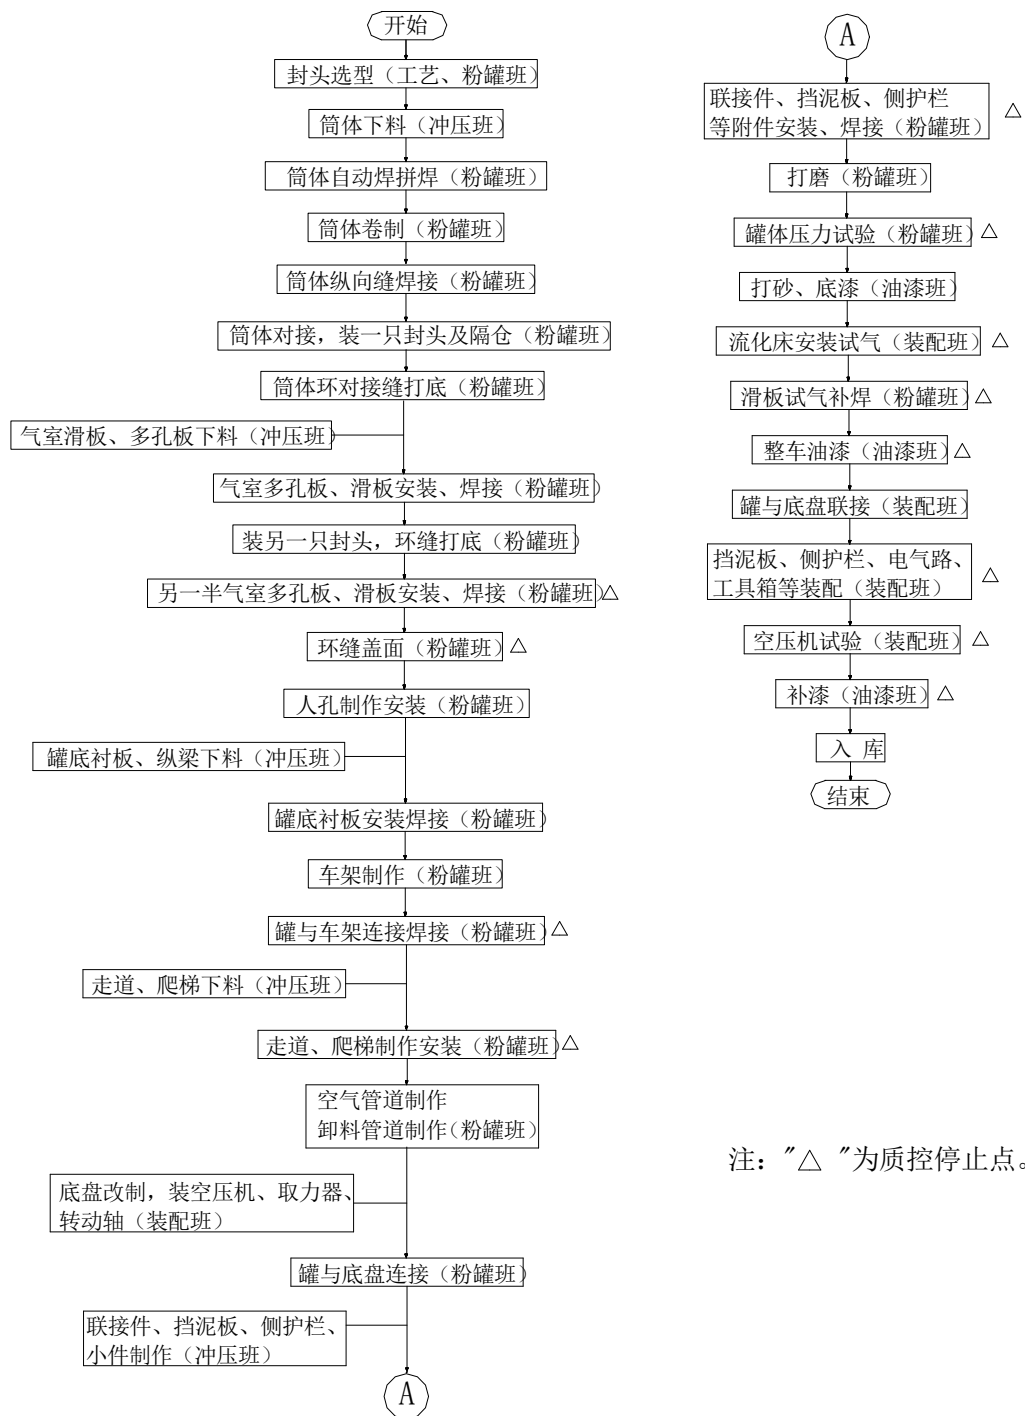 开始
封头选型（工艺、粉罐班）
筒体下料（冲压班）
筒体自动焊拼焊（粉罐班）
筒体卷制（粉罐班）
筒体纵向缝焊接（粉罐班）
筒体对接，装一只封头及隔仓（粉罐班）
筒体环对接缝打底（粉罐班）
气室滑板、多孔板下料（冲压班）
气室多孔板、滑板安装、焊接（粉罐班）
装另一只封头，环缝打底（粉罐班）
另一半气室多孔板、滑板安装、焊接（粉罐班）△
环缝盖面（粉罐班）△
人孔制作安装（粉罐班）
罐底衬板、纵梁下料（冲压班）
罐底衬板安装焊接（粉罐班）
车架制作（粉罐班）
罐与车架连接焊接（粉罐班）△
走道、爬梯下料（冲压班）
走道、爬梯制作安装（粉罐班）△
空气管道制作
卸料管道制作（粉罐班）
底盘改制，装空压机、取力器、
转动轴（装配班）
罐与底盘连接（粉罐班）
联接件、挡泥板、侧护栏、
小件制作（冲压班）
A
A
联接件、挡泥板、侧护栏
等附件安装、焊接（粉罐班）△
打磨（粉罐班）
罐体压力试验（粉罐班）△
打砂、底漆（油漆班）
流化床安装试气（装配班）△
滑板试气补焊（粉罐班）△
整车油漆（油漆班）△
罐与底盘联接（装配班）
挡泥板、侧护栏、电气路、
工具箱等装配（装配班）△
空压机试验（装配班）△
补漆（油漆班）△
入 库
结束
注："△ "为质控停止点。